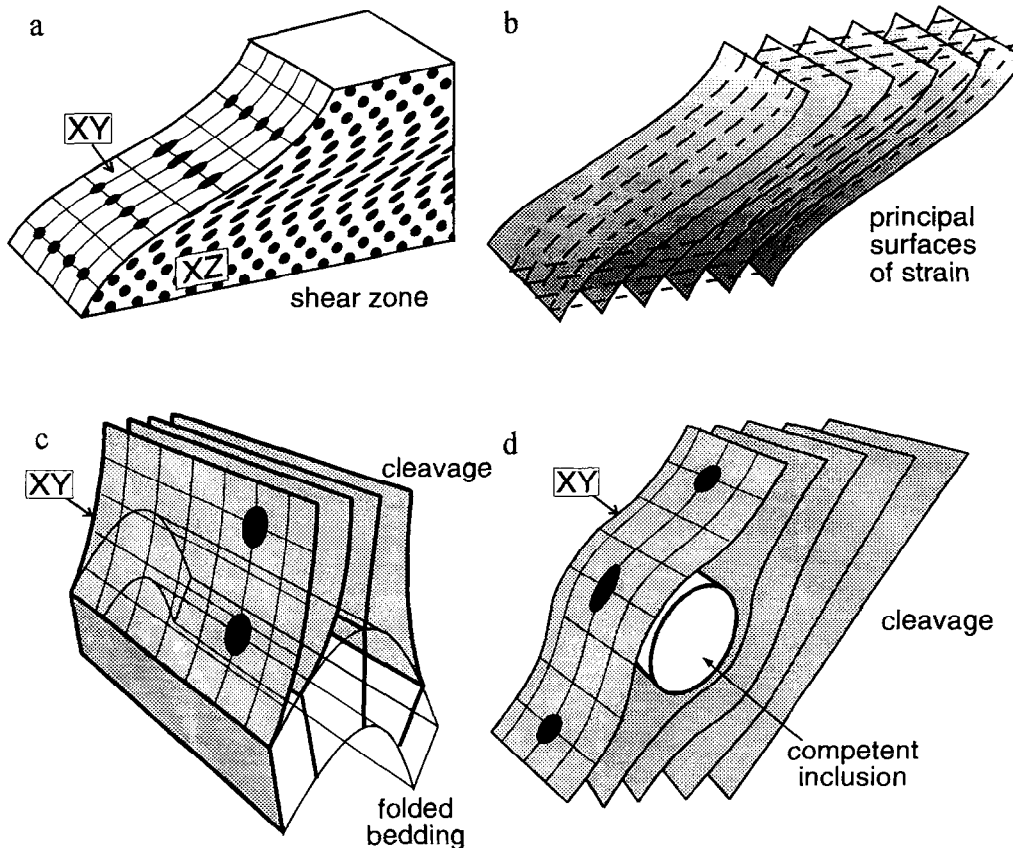 a
XY
XZ
shear zone
b
principal
surfaces
of strain
c
XY
cleavage
folded
bedding
d
XY
cleavage
competent
inclusion